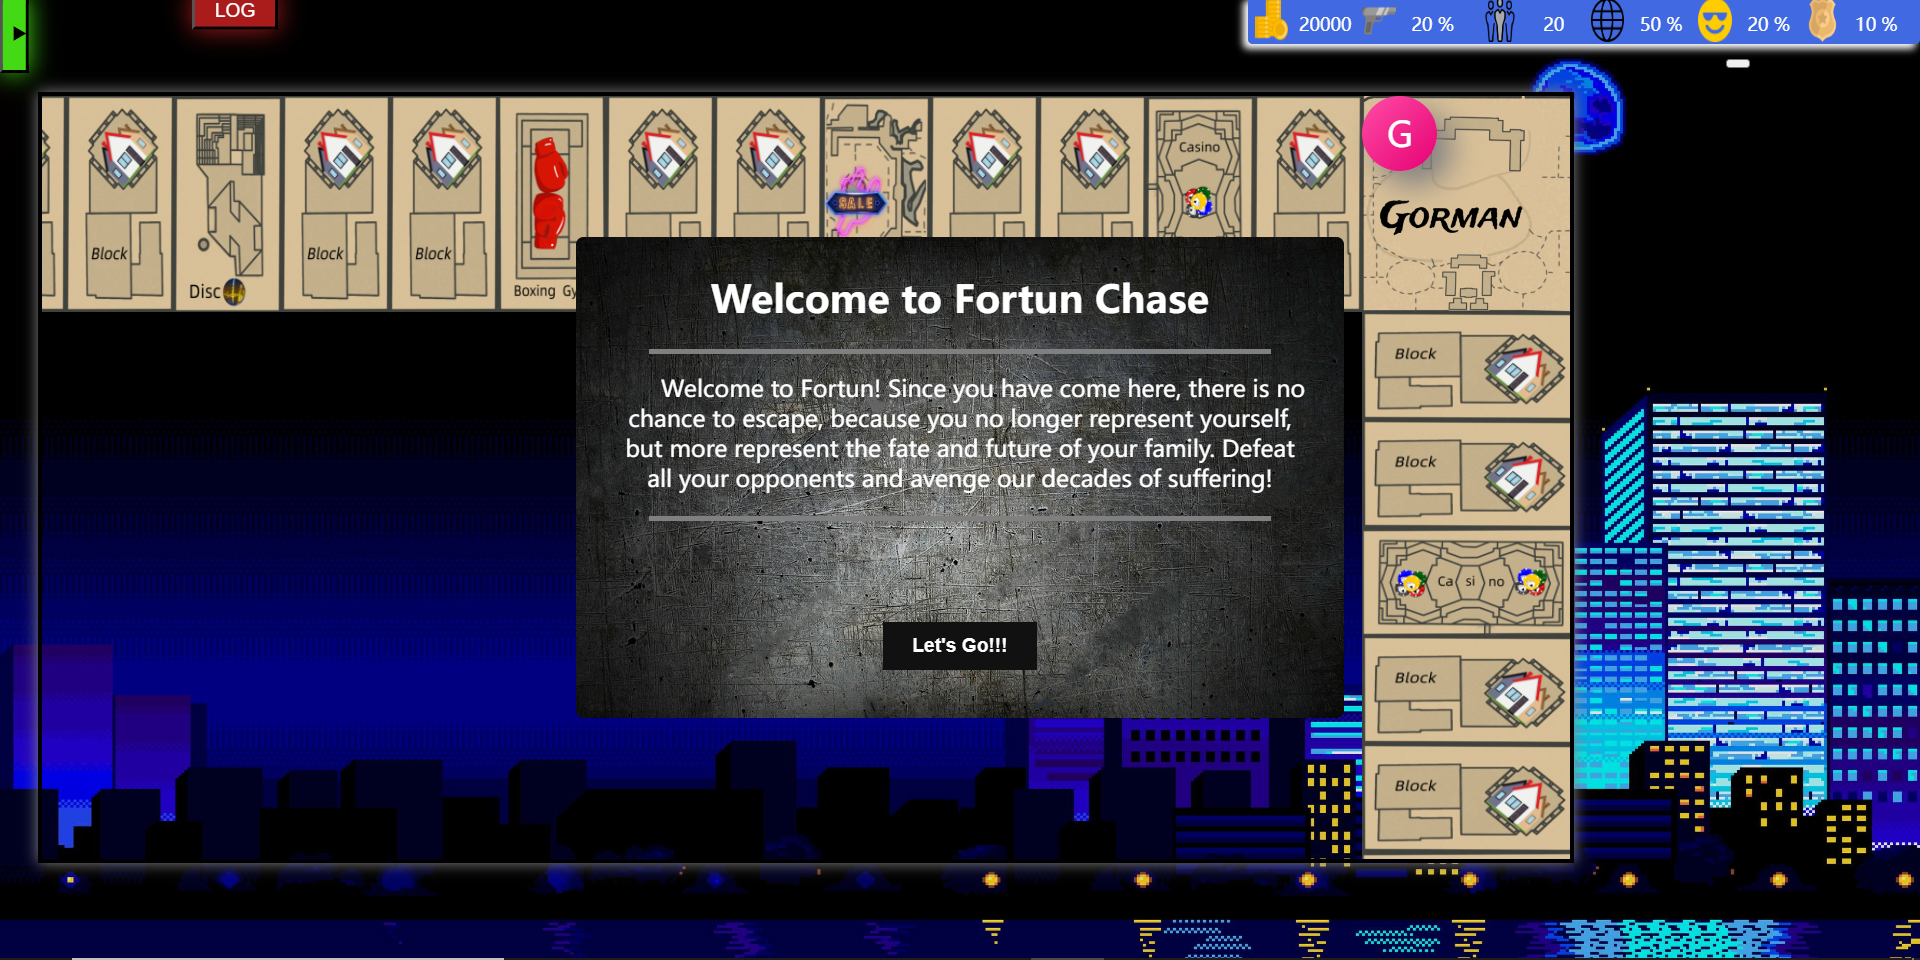 LOG
20000 20 % 20 50 % 20 % 10 %
G
Casino
SALE
GORMAN
Block
Block
Block
Disc
Boxing Gy
Welcome to Fortun Chase
Welcome to Fortun! Since you have come here, there is no
chance to escape, because you no longer represent yourself,
but more represent the fate and future of your family. Defeat
all your opponents and avenge our decades of suffering!
Let's Go!!!
Block
Block
Ca si no
Block
Block